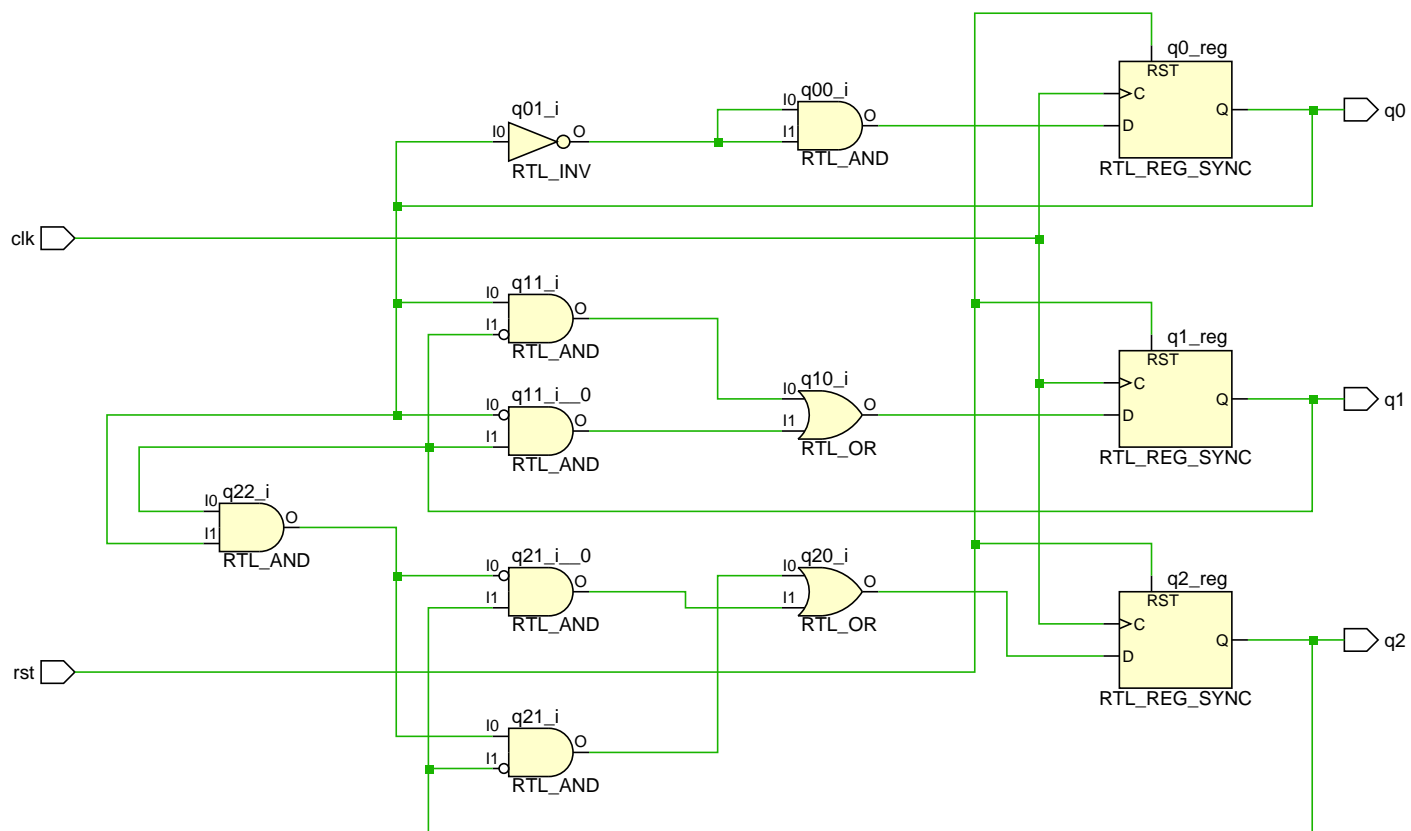 q0_reg
RST
C
D
Q
RTL_REG_SYNC
q0
q00_i
I0
I1
O
RTL_AND
q01_i
I0
O
RTL_INV
clk
q11_i
I0
I1
O
RTL_AND
q1_reg
RST
C
D
Q
RTL_REG_SYNC
q1
q10_i
I0
I1
O
RTL_OR
q11_i__0
I0
I1
O
RTL_AND
q22_i
I0
I1
O
RTL_AND
q21_i__0
I0
I1
O
RTL_AND
q20_i
I0
I1
O
RTL_OR
q2_reg
RST
C
D
Q
RTL_REG_SYNC
q2
rst
q21_i
I0
I1
O
RTL_AND